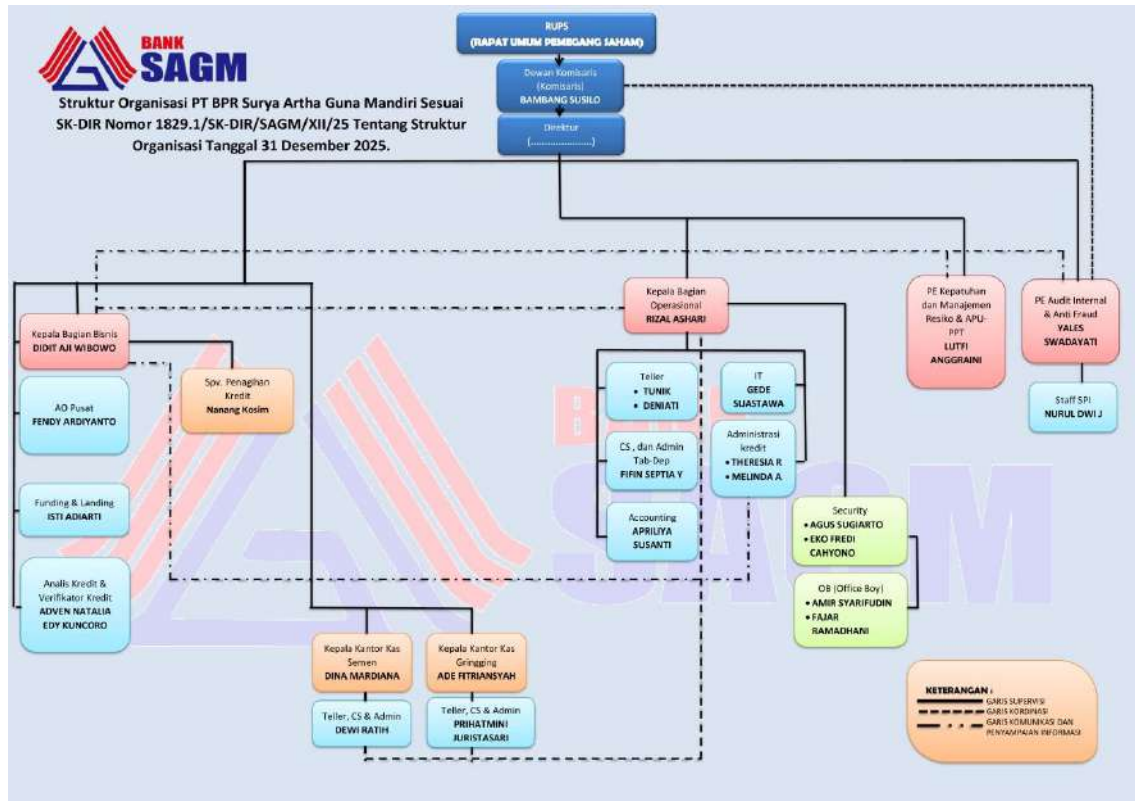 BANK
SAGM
Struktur Organisasi PT BPR Surya Artha Guna Mandiri Sesuai
SK-DIR Nomor 1829.1/SK-DIR/SAGM/XII/25 Tentang Struktur
Organisasi Tanggal 31 Desember 2025.
RUPS
(RAPAT UMUM PEMEGANG SAHAM)
Dewan Komisaris
(Komisaris)
BAMBANG SUSILO
Direktur
(........................)
Kepala Bagian Bisnis
DIDIT AJI WIBOWO
Spv. Penagihan
Kredit
Nanang Kosim
AO Pusat
FENDY ARDIYANTO
Funding & Landing
ISTI ADIARTI
Analis Kredit &
Verifikator Kredit
ADVEN NATALIA
EDY KUNCORO
Kepala Kantor Kas
Semen
DINA MARDIANA
Teller, CS & Admin
DEWI RATIH
Kepala Kantor Kas
Gringging
ADE FITRIANSYAH
Teller, CS & Admin
PRIHATMINI
JURISTASARI
Kepala Bagian
Operasional
RIZAL ASHARI
Teller
• TUNIK
• DENIATI
CS , dan Admin
Tab-Dep
FIFIN SEPTIA Y
Accounting
APRILIYA
SUSANTI
IT
GEDE
SUASTAWA
Administrasi
kredit
• THERESIA R
• MELINDA A
Security
• AGUS SUGIARTO
• EKO FREDI
CAHYONO
OB (Office Boy)
• AMIR SYARIFUDIN
• FAJAR
RAMADHANI
PE Kepatuhan
dan Manajemen
Resiko & APU-
PPT
LUTFI
ANGGRAINI
PE Audit Internal
& Anti Fraud
YALES
SWADAYATI
Staff SPI
NURUL DWI J
KETERANGAN :
GARIS SUPERVISI
GARIS KORDINASI
GARIS KOMUNIKASI DAN
PENYAMPAIAN INFORMASI
BANK
SAGM